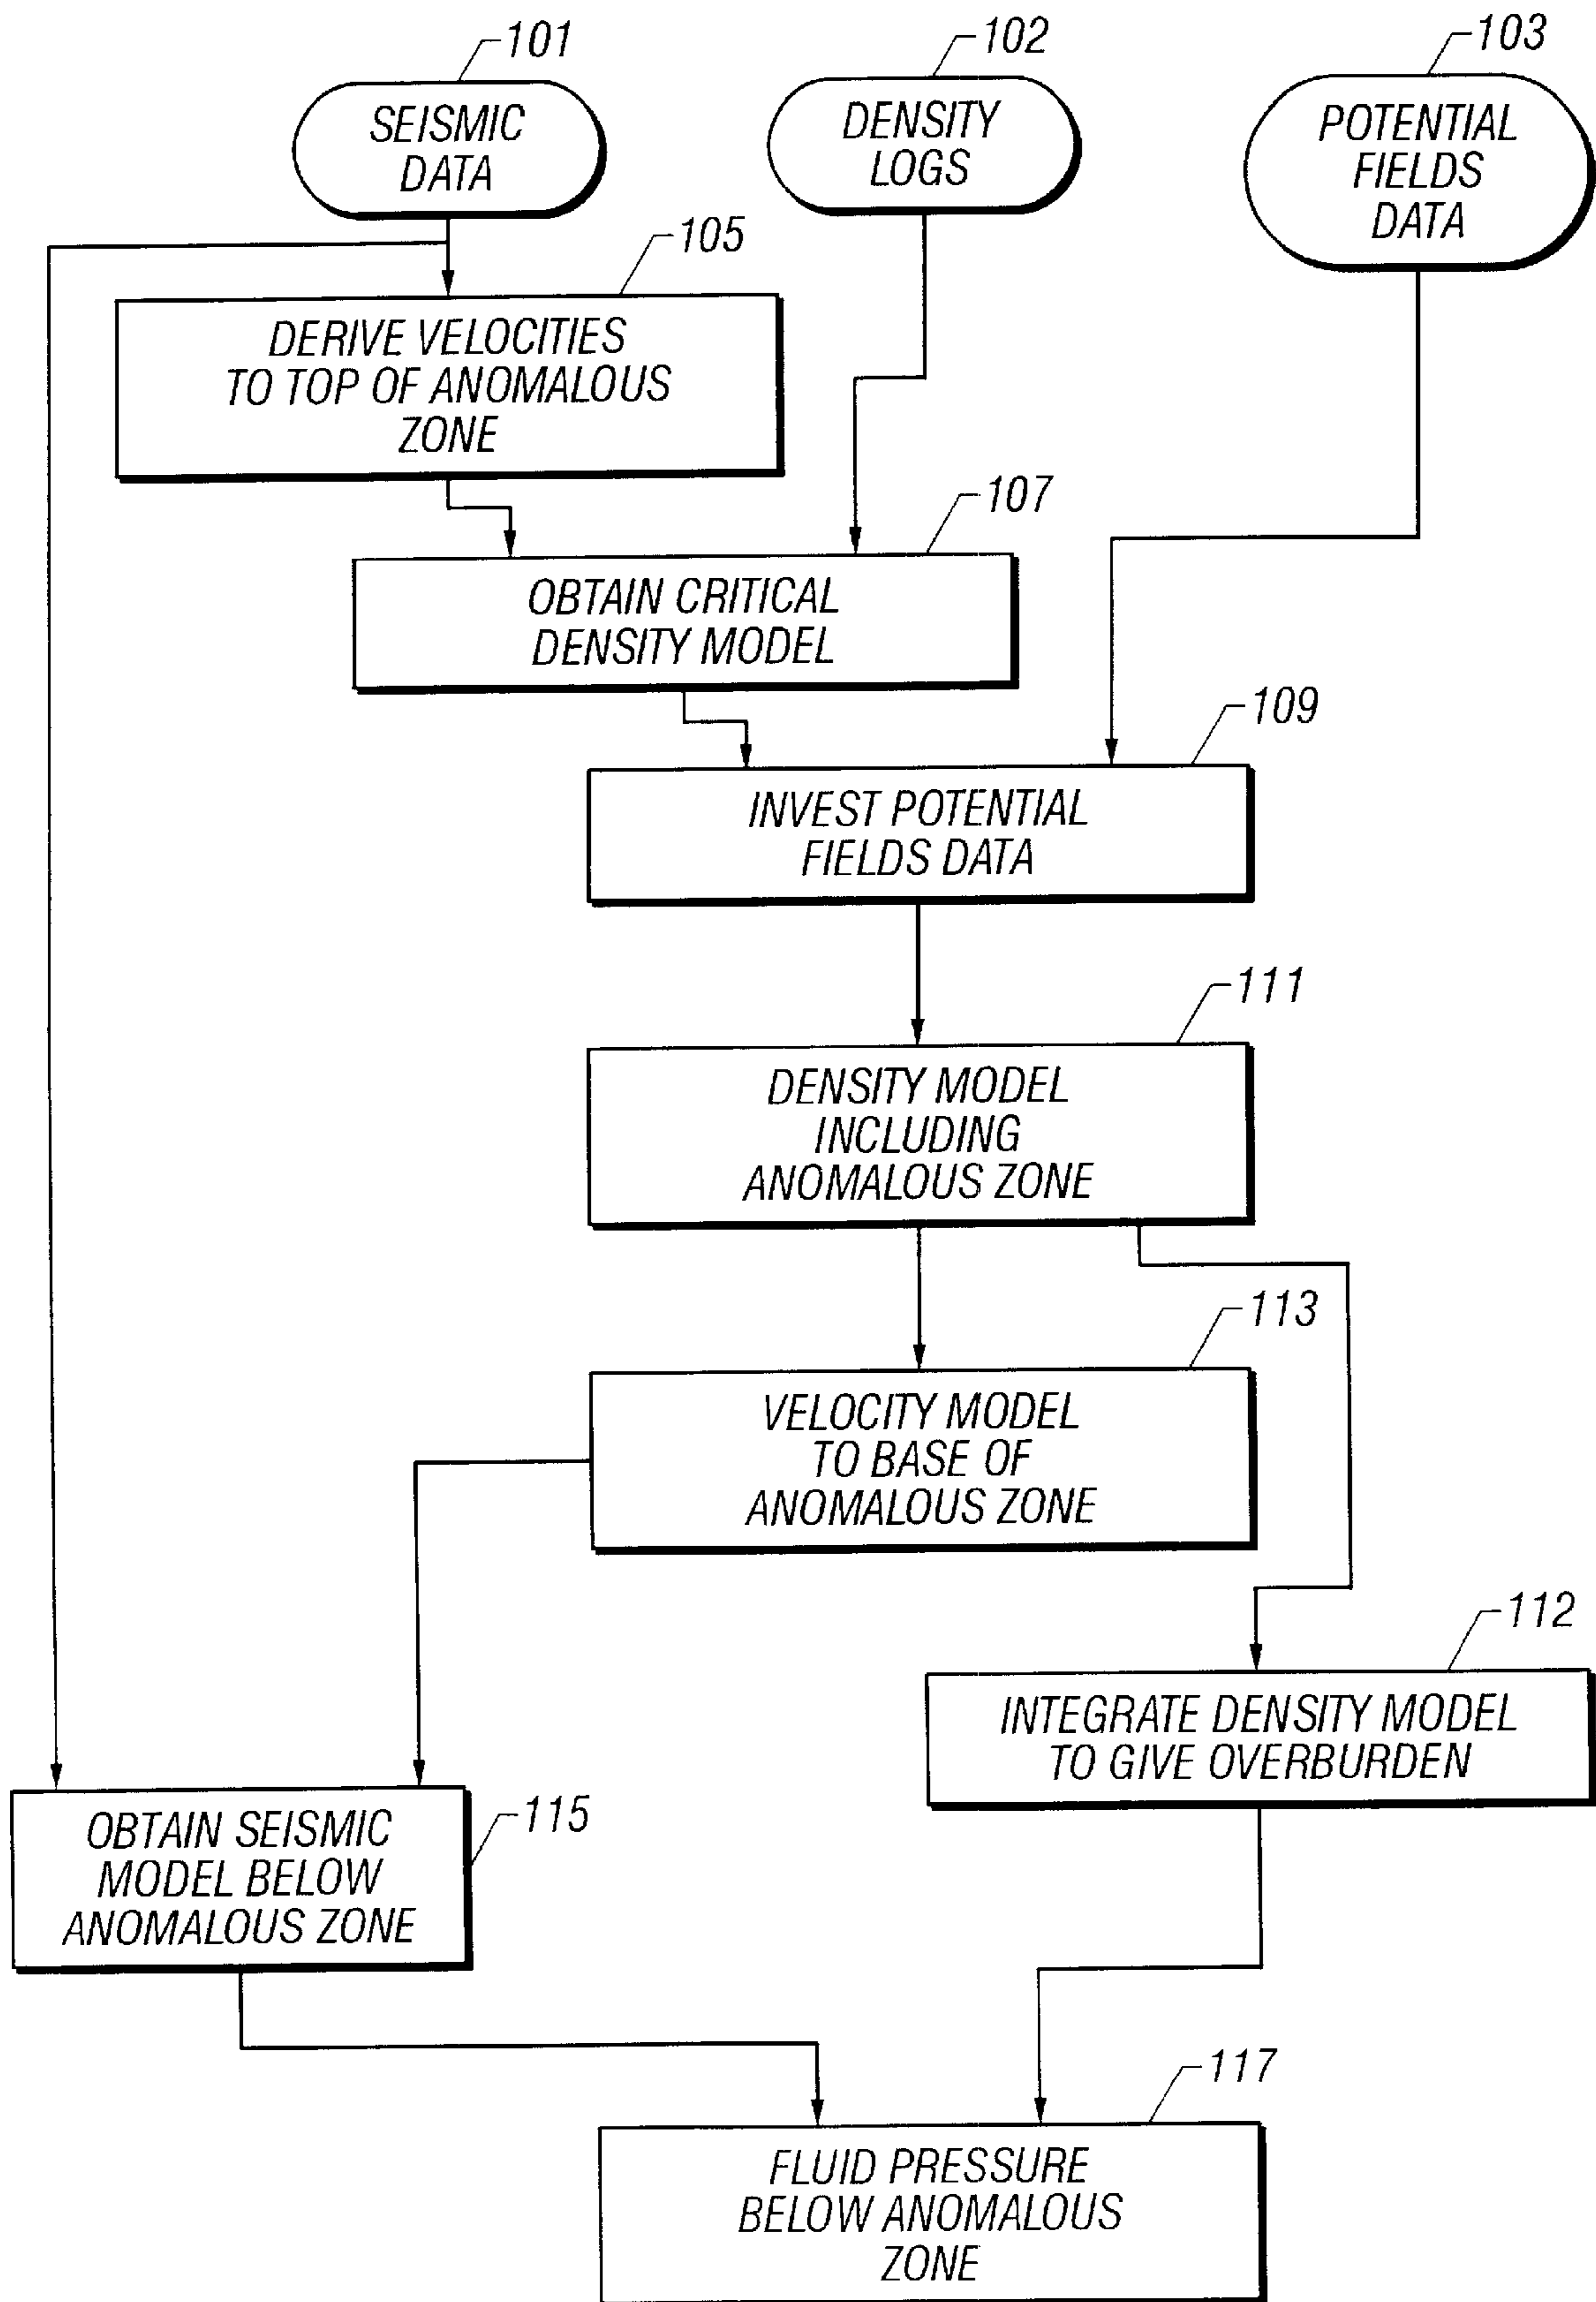 101
SEISMIC
DATA
102
DENSITY
LOGS
103
POTENTIAL
FIELDS
DATA
105
DERIVE VELOCITIES
TO TOP OF ANOMALOUS
ZONE
107
OBTAIN CRITICAL
DENSITY MODEL
109
INVEST POTENTIAL
FIELDS DATA
111
DENSITY MODEL
INCLUDING
ANOMALOUS ZONE
113
VELOCITY MODEL
TO BASE OF
ANOMALOUS ZONE
112
INTEGRATE DENSITY MODEL
TO GIVE OVERBURDEN
115
OBTAIN SEISMIC
MODEL BELOW
ANOMALOUS ZONE
117
FLUID PRESSURE
BELOW ANOMALOUS
ZONE